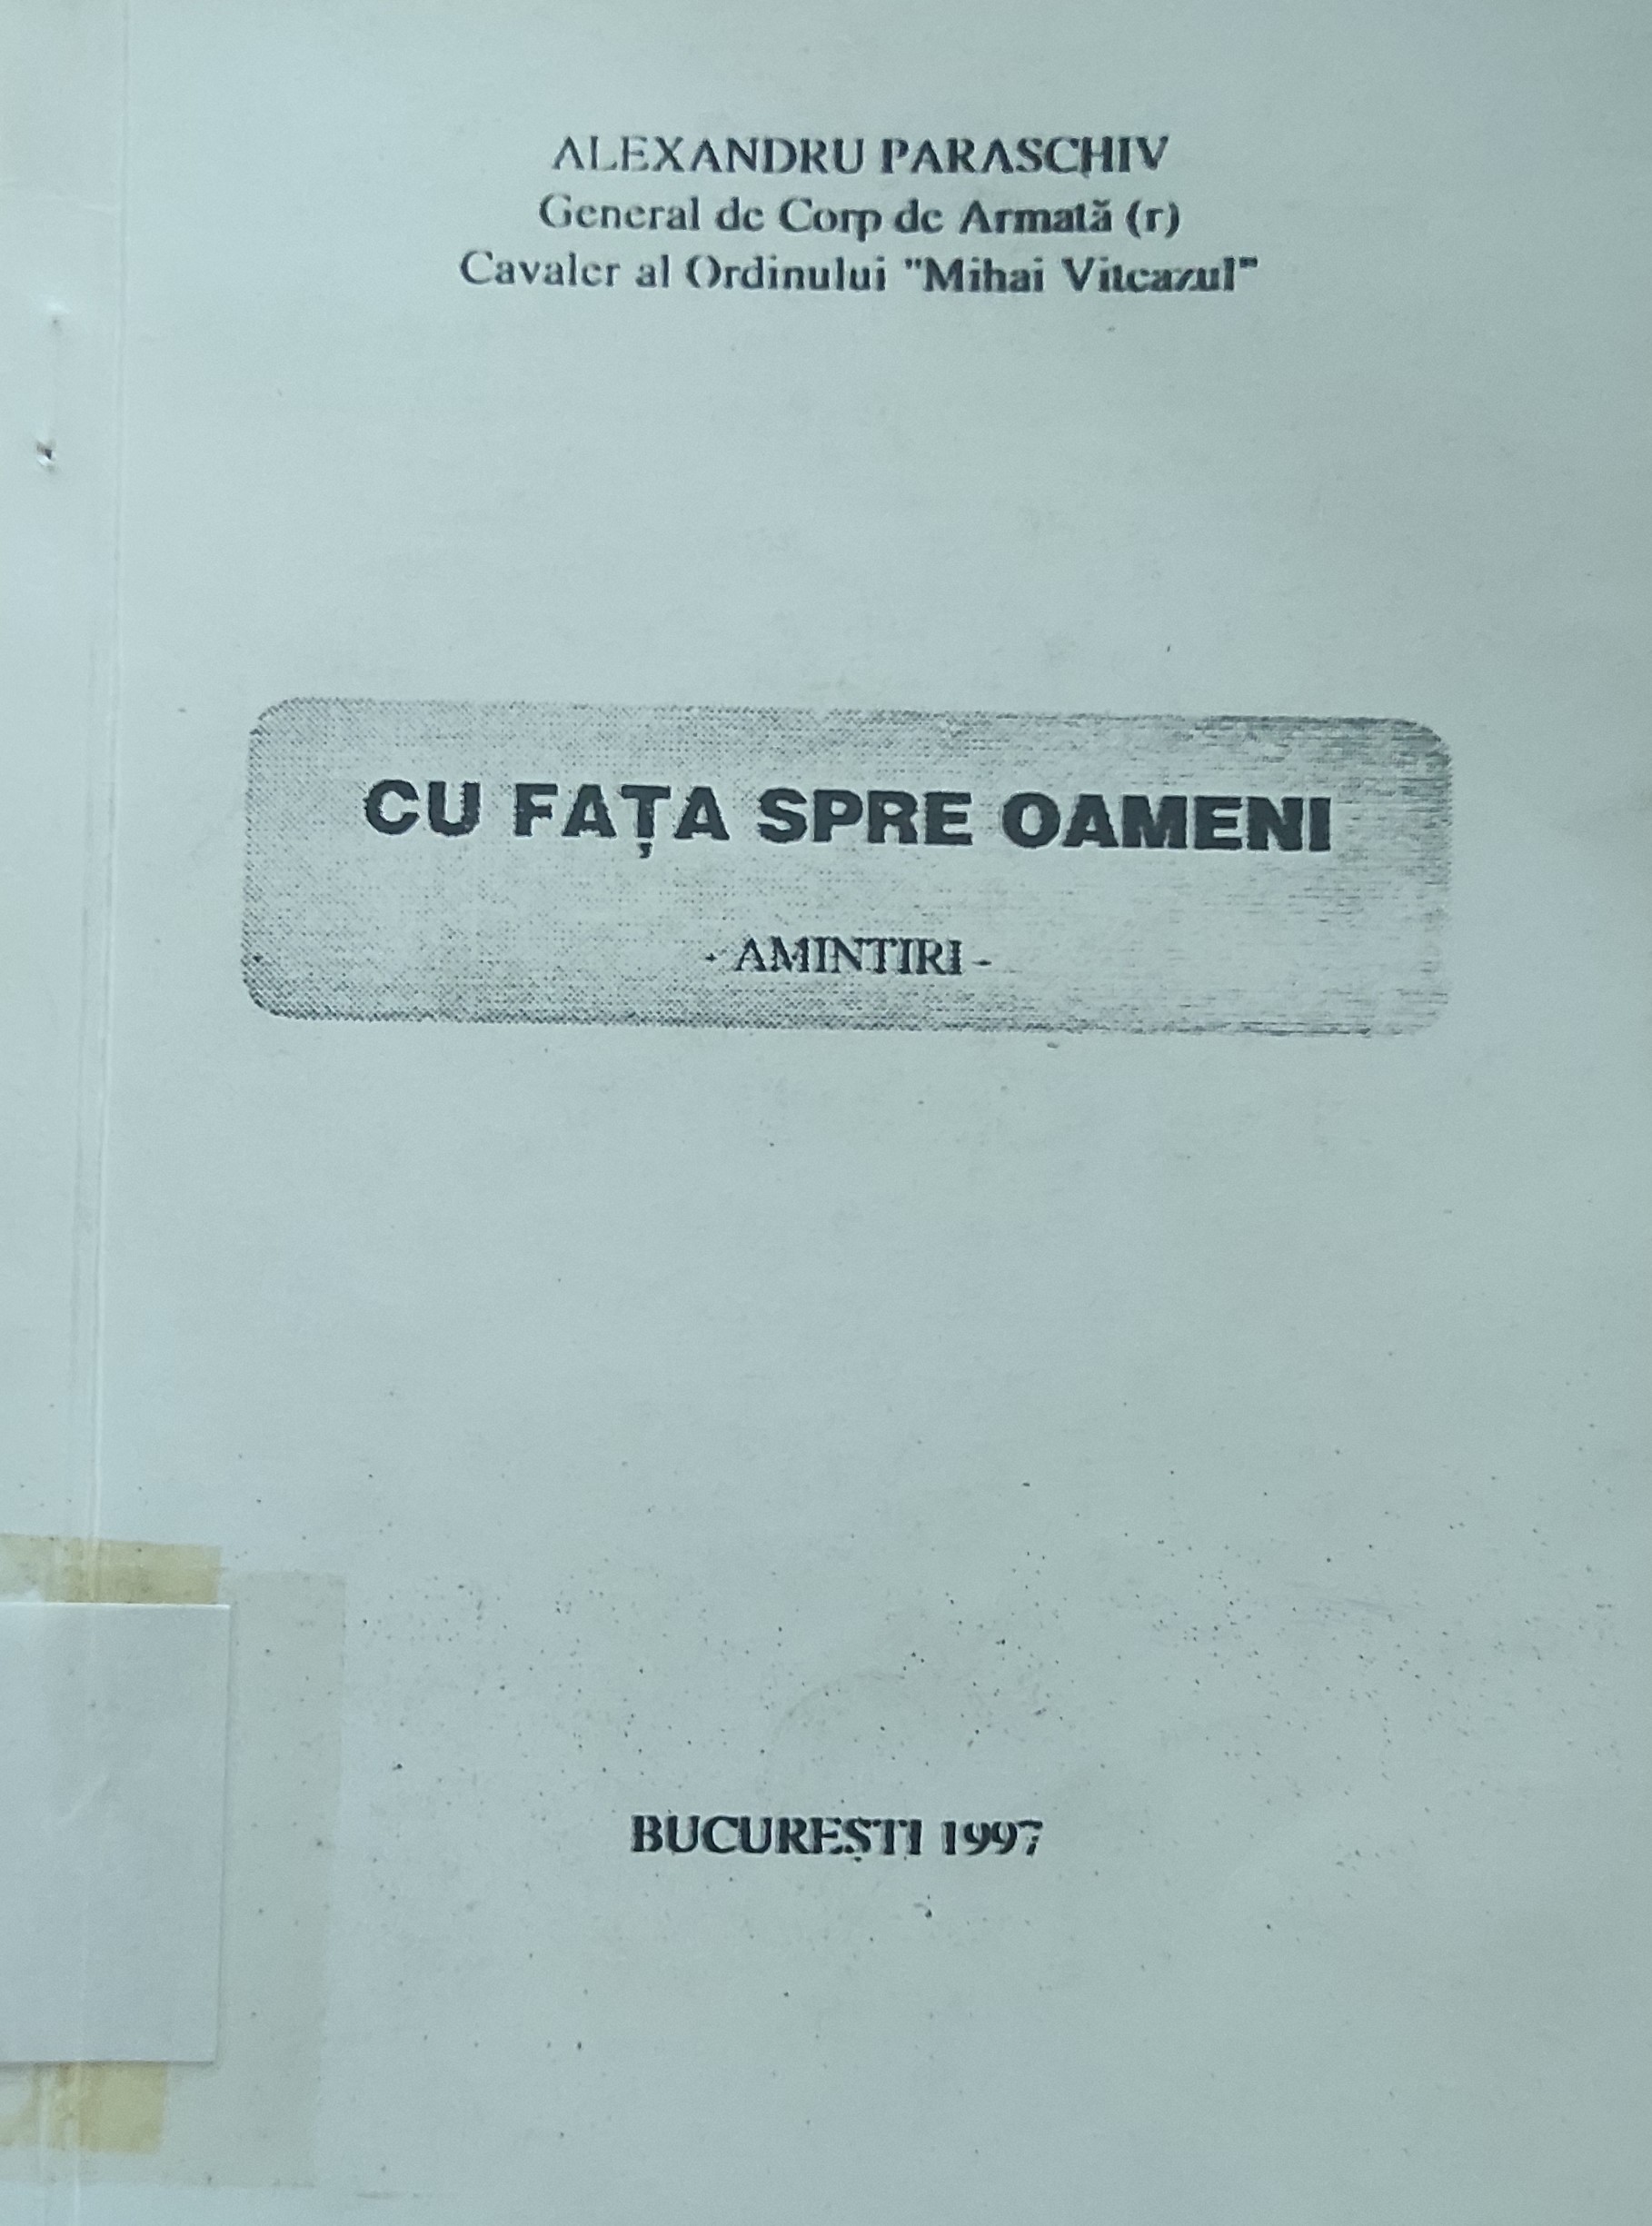 ALEXANDRU PARASCHIV
General de Corp de Armată (r)
Cavaler al Ordinului "Mihai Viteazul"
CU FAȚA SPRE OAMENI
- AMINTIRI -
BUCUREȘTI 1997